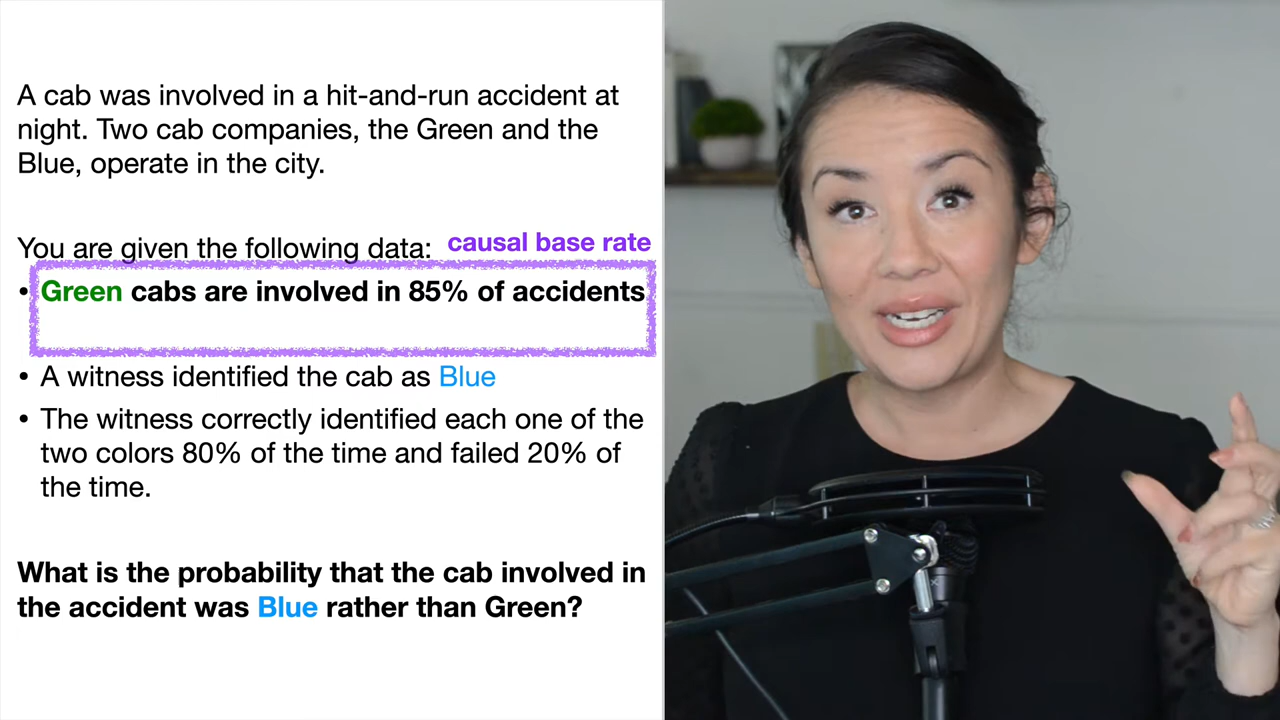 A cab was involved in a hit-and-run accident at
night. Two cab companies, the Green and the
Blue, operate in the city.
You are given the following data: causal base rate
• Green cabs are involved in 85% of accidents
• A witness identified the cab as Blue
• The witness correctly identified each one of the
two colors 80% of the time and failed 20% of
the time.
What is the probability that the cab involved in
the accident was Blue rather than Green?